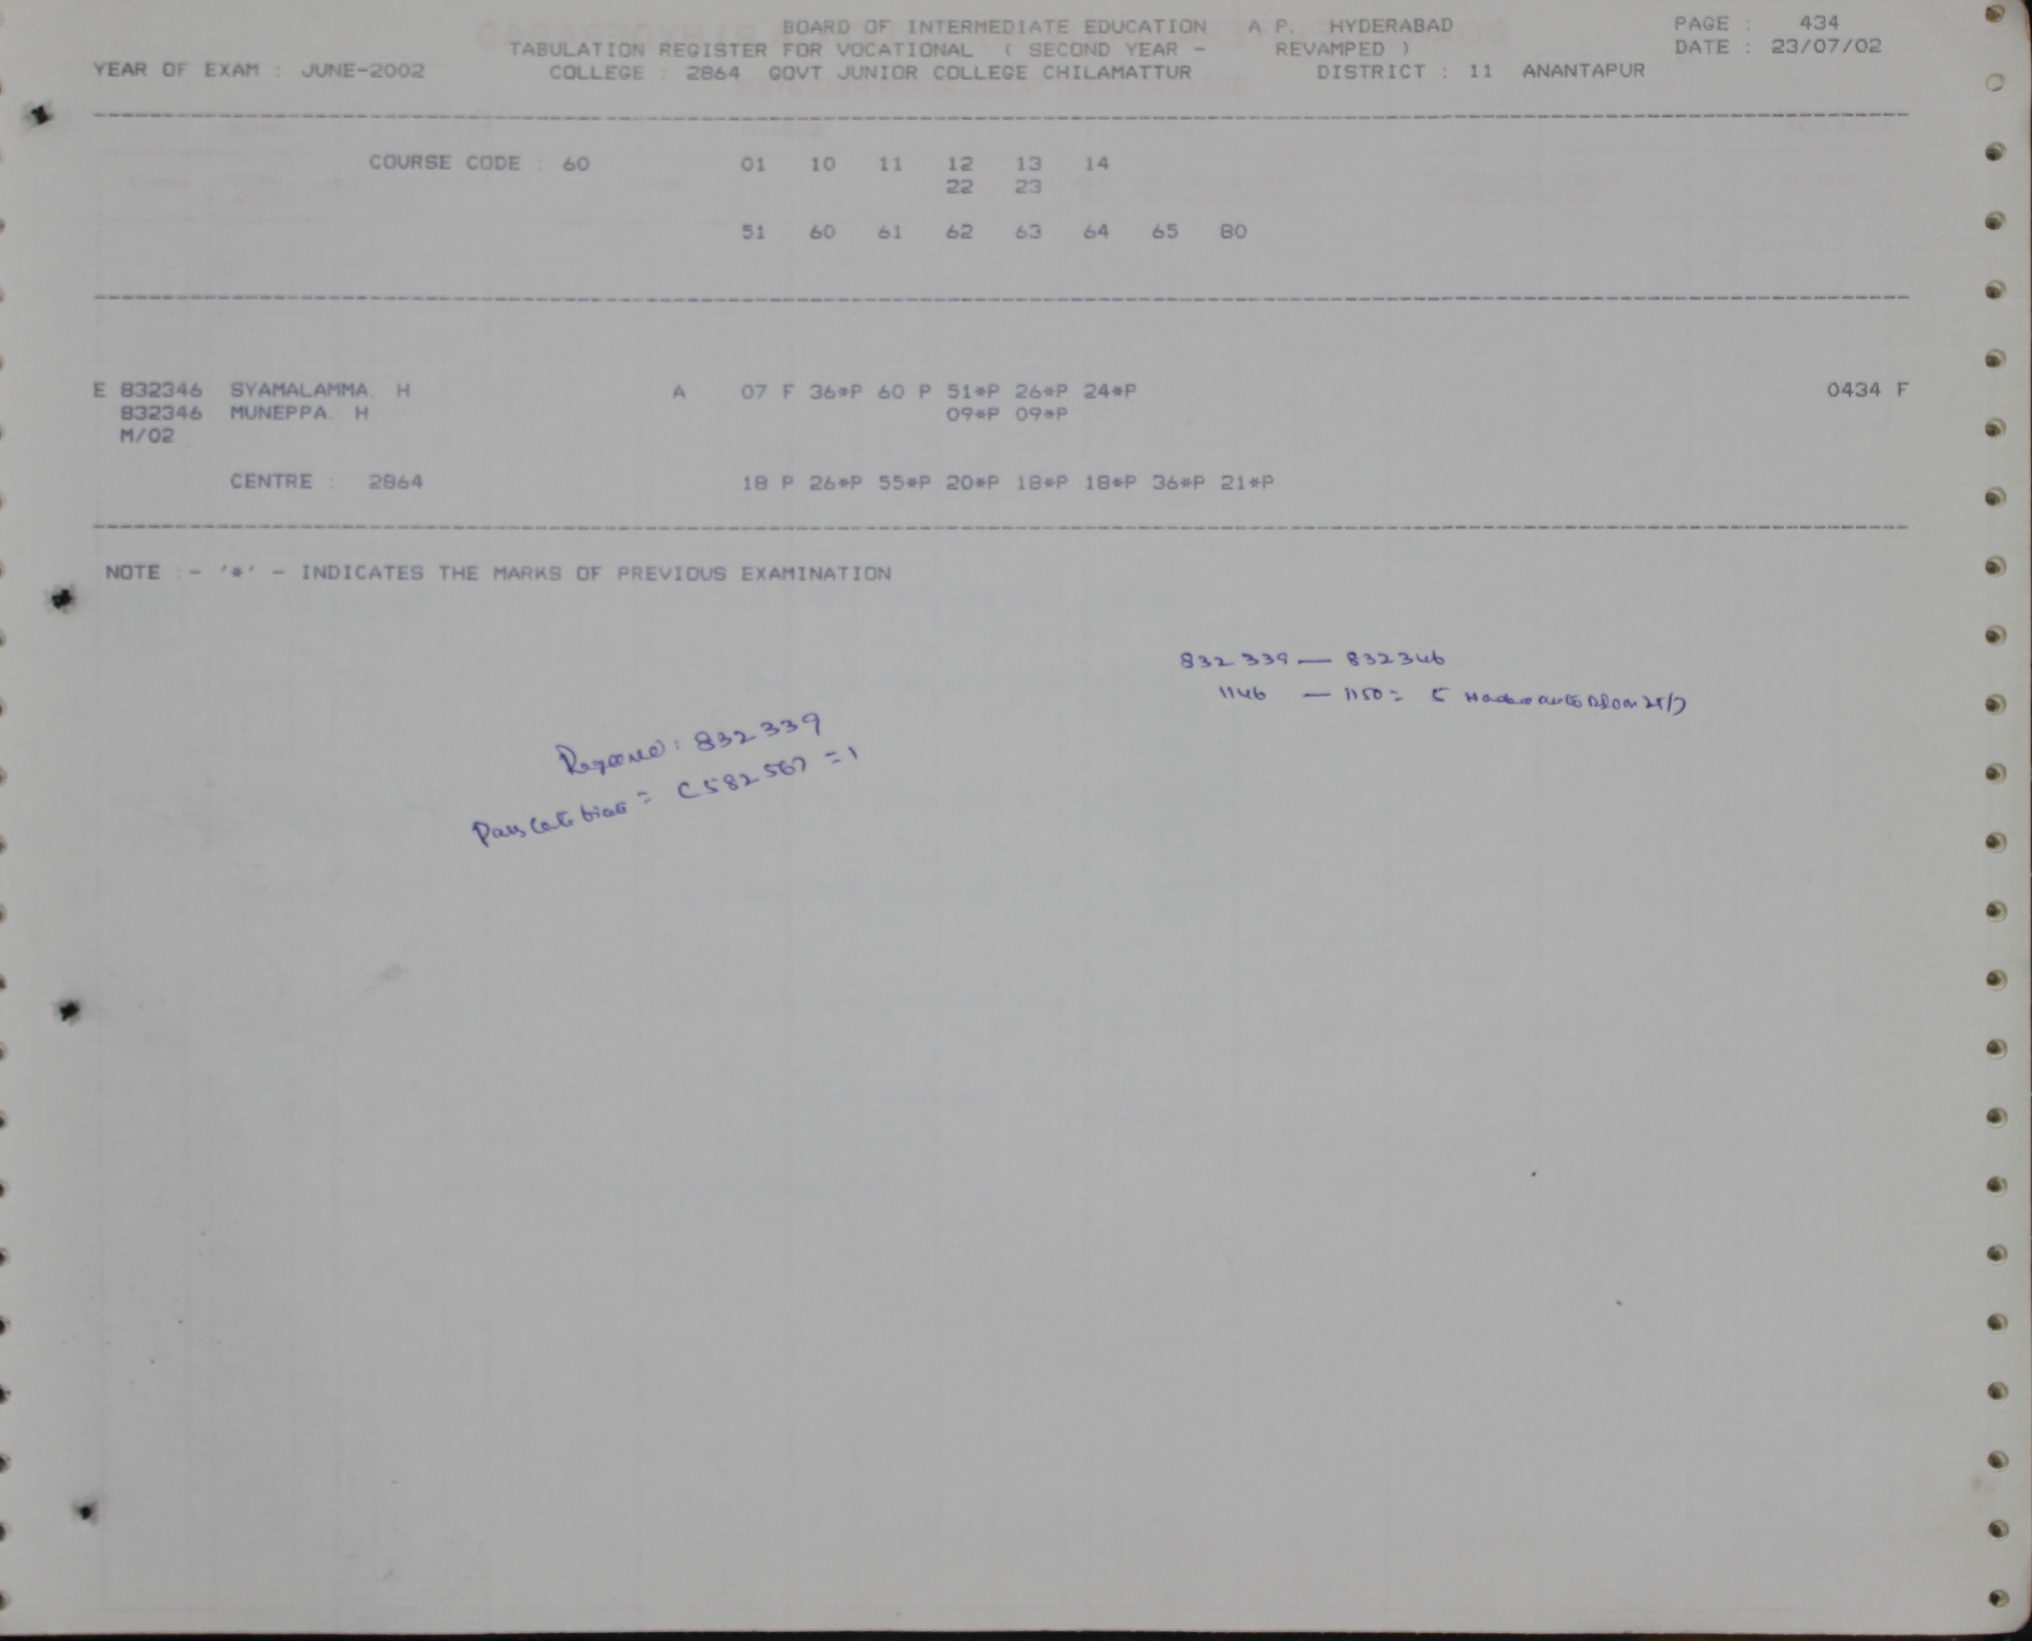 BOARD OF INTERMEDIATE EDUCATION A.P. HYDERABAD PAGE : 434
TABULATION REGISTER FOR VOCATIONAL ( SECOND YEAR - REVAMPED ) DATE : 23/07/02
YEAR OF EXAM : JUNE-2002 COLLEGE : 2864 GOVT JUNIOR COLLEGE CHILAMATTUR DISTRICT : 11 ANANTAPUR
COURSE CODE : 60 01 10 11 12 13 14
22 23
51 60 61 62 63 64 65 80
E 832346 SYAMALAMMA. H A 07 F 36*P 60 P 51*P 26*P 24*P 0434 F
832346 MUNEPPA. H 09*P 09*P
M/02
CENTRE : 2864 18 P 26*P 55*P 20*P 18*P 18*P 36*P 21*P
NOTE :- '*' - INDICATES THE MARKS OF PREVIOUS EXAMINATION
832339 — 832346
1146 — 1150 = 5
: 832339
Pass = C582567 = 1